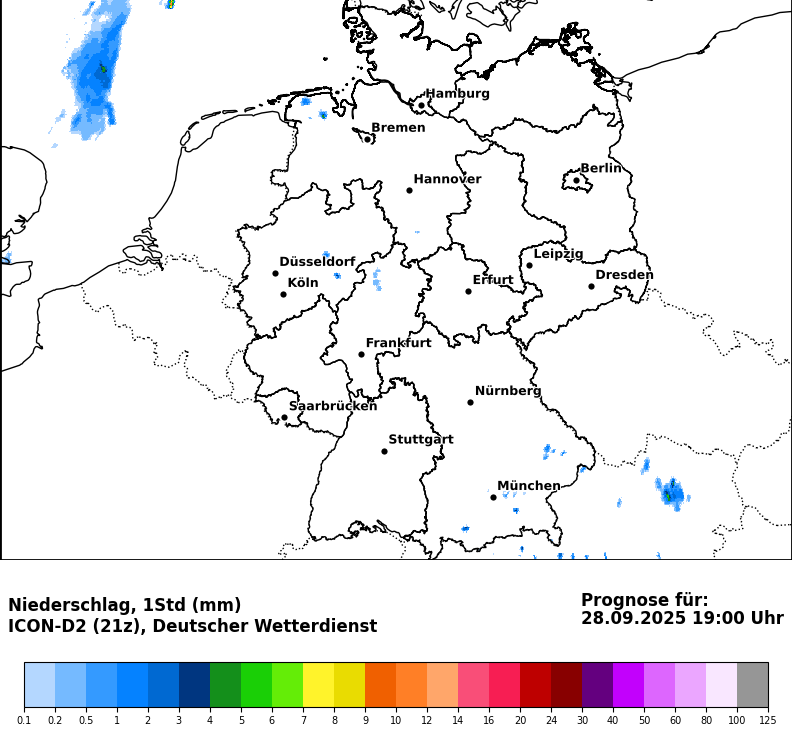 Hamburg
Bremen
Berlin
Hannover
Leipzig
Düsseldorf
Dresden
Köln
Erfurt
Frankfurt
Nürnberg
Saarbrücken
Stuttgart
München
Niederschlag, 1Std (mm)
ICON-D2 (21z), Deutscher Wetterdienst
Prognose für:
28.09.2025 19:00 Uhr
0.1 0.2 0.5 1 2 3 4 5 6 7 8 9 10 12 14 16 20 24 30 40 50 60 80 100 125